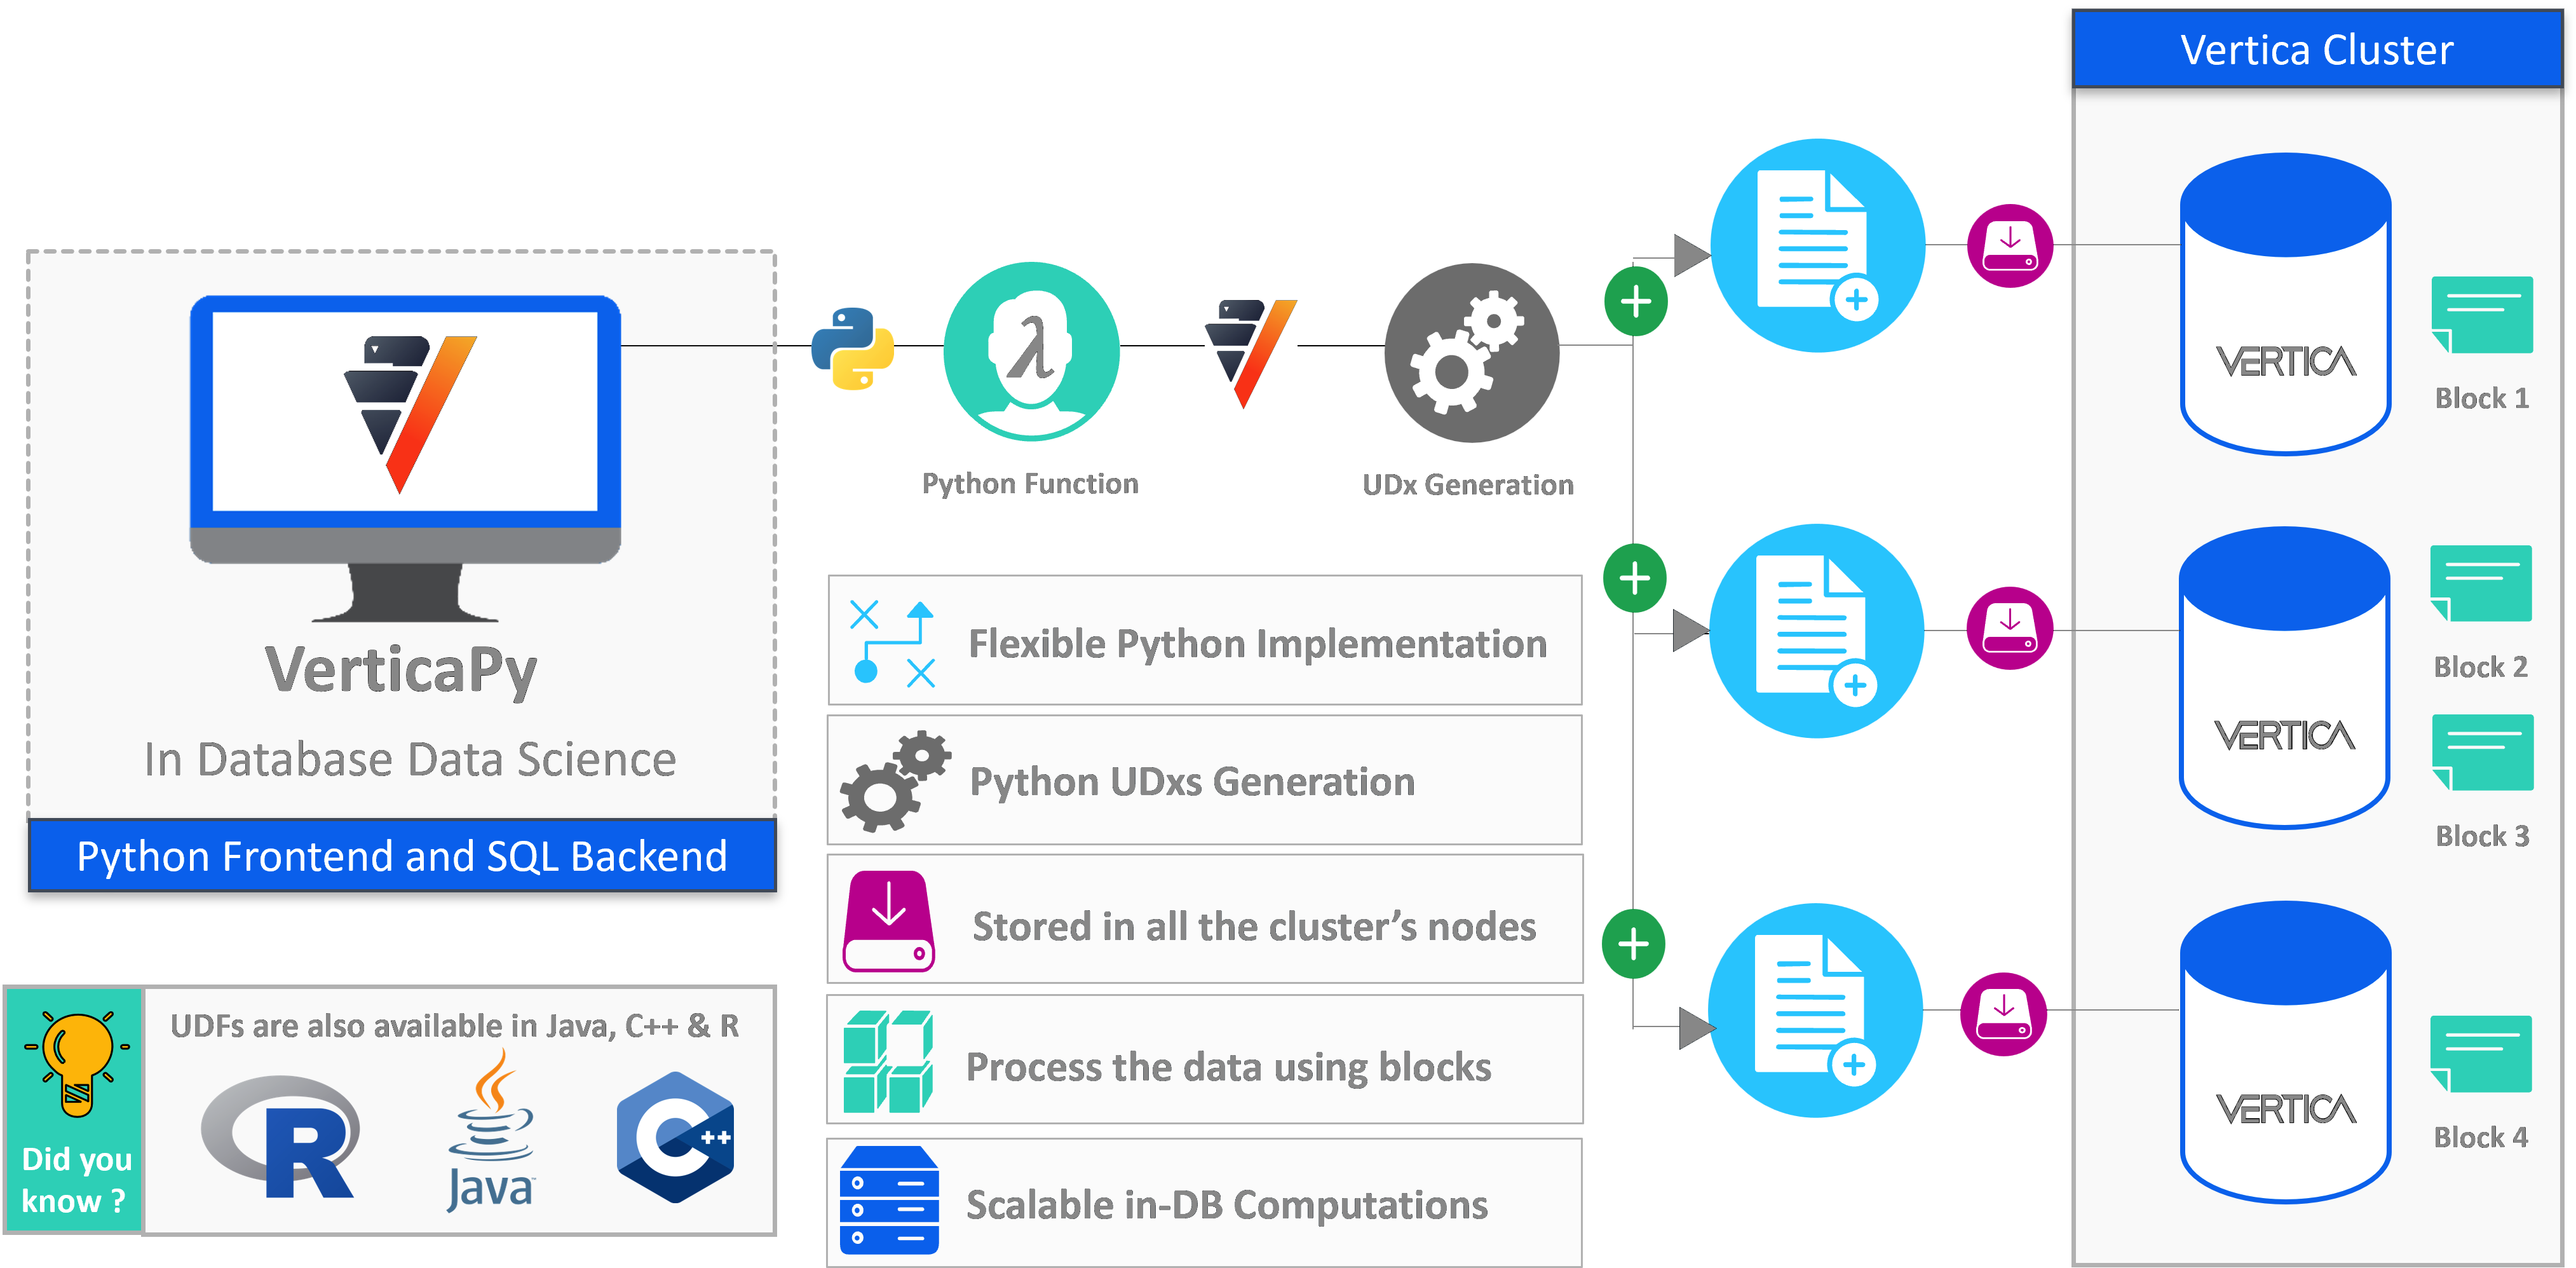 Vertica Cluster
VERTICA
Block 1
λ
Python Function
UDx Generation
VerticaPy
In Database Data Science
Python Frontend and SQL Backend
Flexible Python Implementation
Python UDxs Generation
Stored in all the cluster's nodes
Process the data using blocks
Scalable in-DB Computations
VERTICA
Block 2
Block 3
VERTICA
Block 4
Did you
know ?
UDFs are also available in Java, C++ & R
R
Java
C++